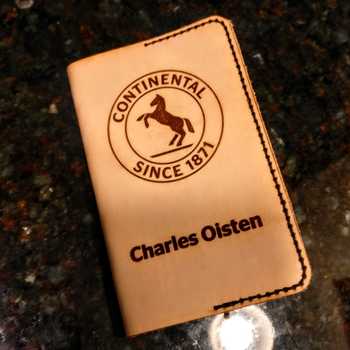 CONTINENTAL
SINCE 1871
Charles Oisten